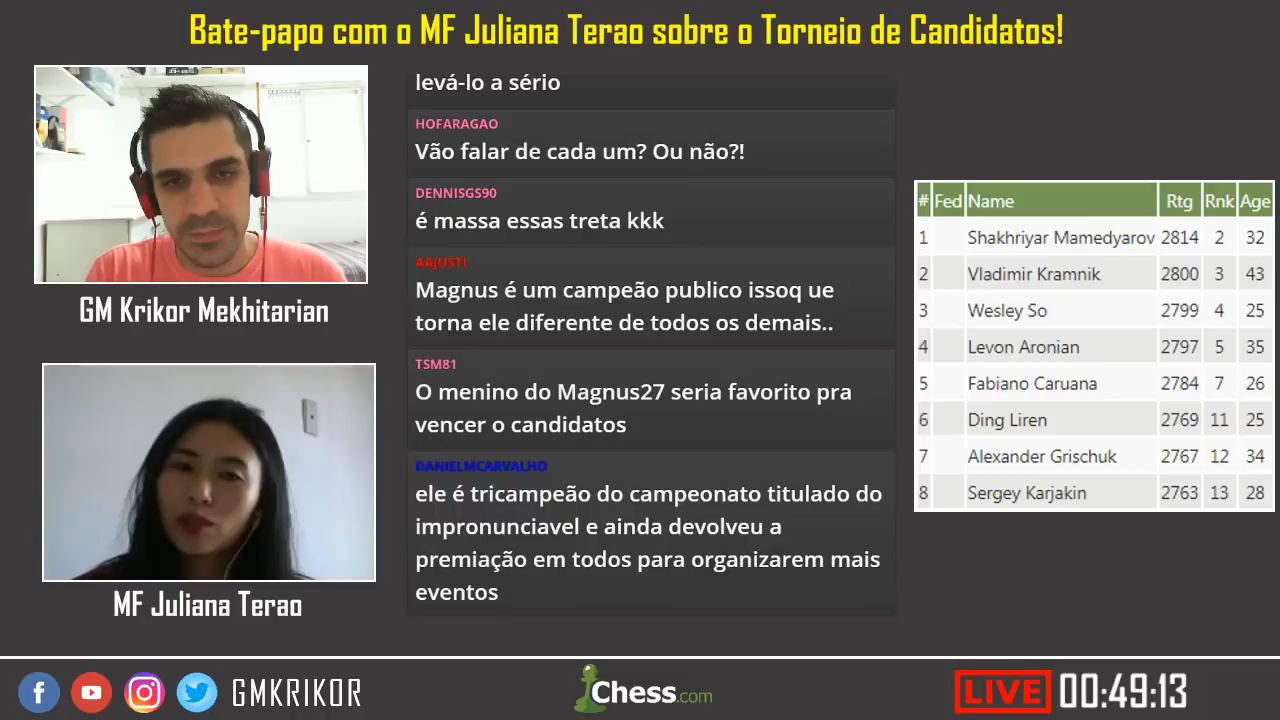 Bate-papo com o MF Juliana Terao sobre o Torneio de Candidatos!
GM Krikor Mekhitarian
MF Juliana Terao
levá-lo a sério
HOFARAGAO
Vão falar de cada um? Ou não?!
DENNISGS90
é massa essas treta kkk
AAJUSTI
Magnus é um campeão publico issoq ue
torna ele diferente de todos os demais..
TSM81
O menino do Magnus27 seria favorito pra
vencer o candidatos
DANIELMCARVALHO
ele é tricampeão do campeonato titulado do
impronunciavel e ainda devolveu a
premiação em todos para organizarem mais
eventos
# Fed Name Rtg Rnk Age
1 Shakhriyar Mamedyarov 2814 2 32
2 Vladimir Kramnik 2800 3 43
3 Wesley So 2799 4 25
4 Levon Aronian 2797 5 35
5 Fabiano Caruana 2784 7 26
6 Ding Liren 2769 11 25
7 Alexander Grischuk 2767 12 34
8 Sergey Karjakin 2763 13 28
GMKRIKOR
Chess.com
LIVE 00:49:13